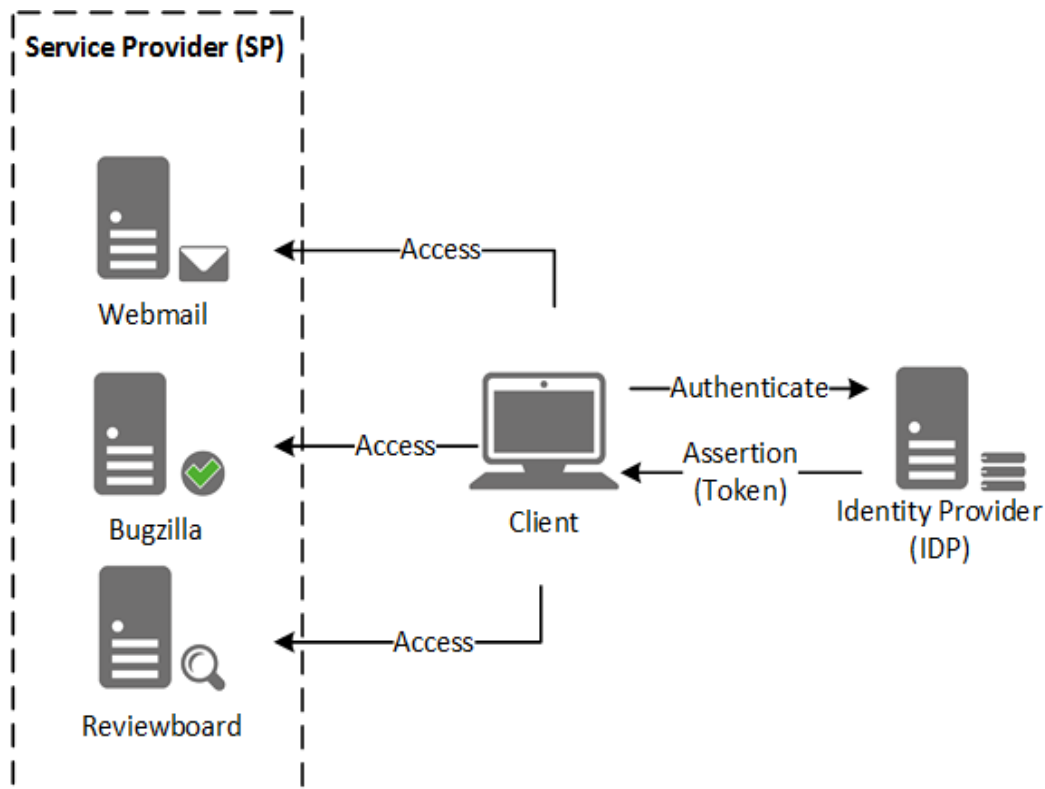 Service Provider (SP)
Webmail
Access
Bugzilla
Access
Reviewboard
Access
Client
Authenticate
Assertion
(Token)
Identity Provider
(IDP)